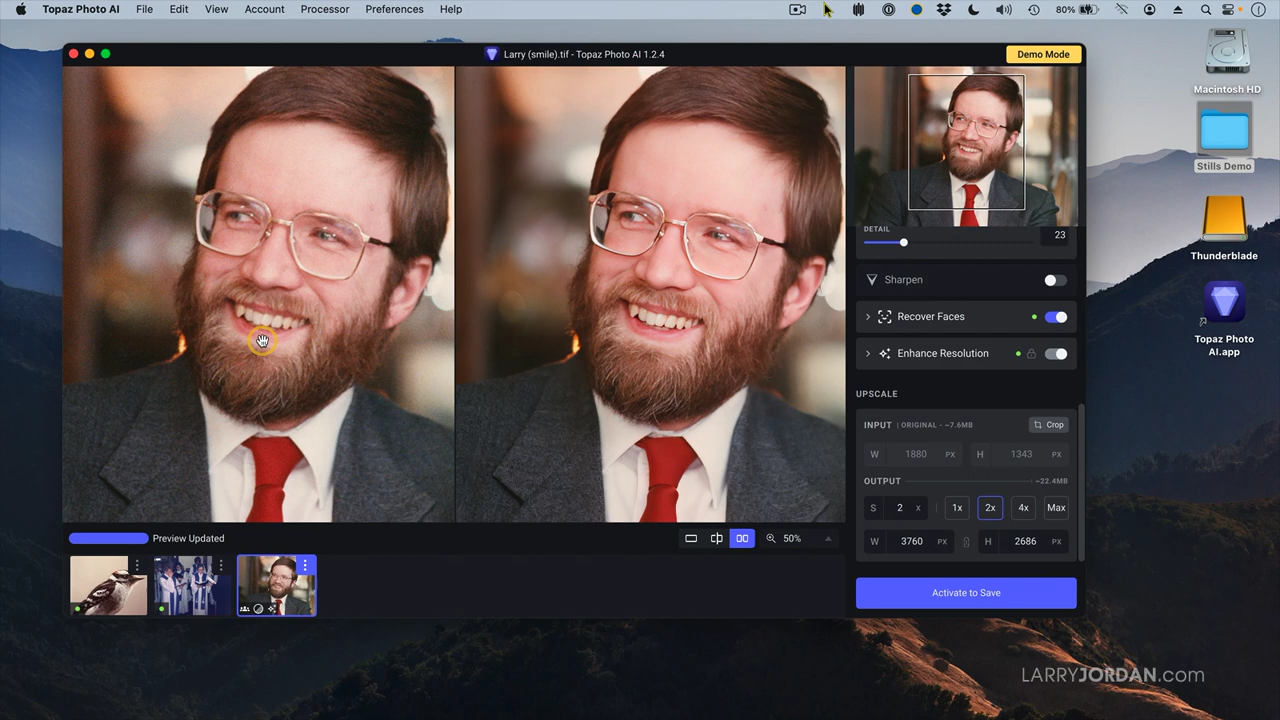 Topaz Photo AI File Edit View Account Processor Preferences Help 80%
Larry (smile).tif - Topaz Photo AI 1.2.4 Demo Mode
Macintosh HD
Stills Demo
Thunderblade
Topaz Photo
AI.app
DETAIL 23
Sharpen
Recover Faces
Enhance Resolution
UPSCALE
INPUT | ORIGINAL - ~7.6MB Crop
W 1880 PX H 1343 PX
OUTPUT ~22.4MB
S 2 x 1x 2x 4x Max
W 3760 PX H 2686 PX
Preview Updated 50%
Activate to Save
LARRYJORDAN.com